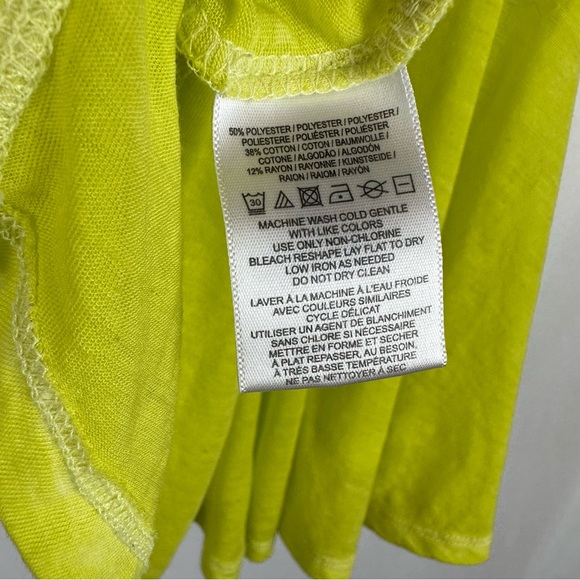 50% POLYESTER / POLYESTER /
POLIESTERE / POLIÉSTER /
38% COTTON / COTON / BAUMWOLLE /
COTONE / ALGODÃO / ALGODÓN /
12% RAYON / RAYONNE / KUNSTSEIDE /
RAION / RAIOM / RAYÓN
30
MACHINE WASH COLD GENTLE
WITH LIKE COLORS
USE ONLY NON-CHLORINE
BLEACH RESHAPE LAY FLAT TO DRY
LOW IRON AS NEEDED
DO NOT DRY CLEAN
LAVER À LA MACHINE À L'EAU FROIDE
AVEC COULEURS SIMILAIRES
CYCLE DÉLICAT
UTILISER UN AGENT DE BLANCHIMENT
SANS CHLORE SI NÉCESSAIRE
METTRE EN FORME ET SECHER
À PLAT REPASSER, AU BESOIN,
À TRÈS BASSE TEMPÉRATURE
NE PAS NETTOYER À SEC